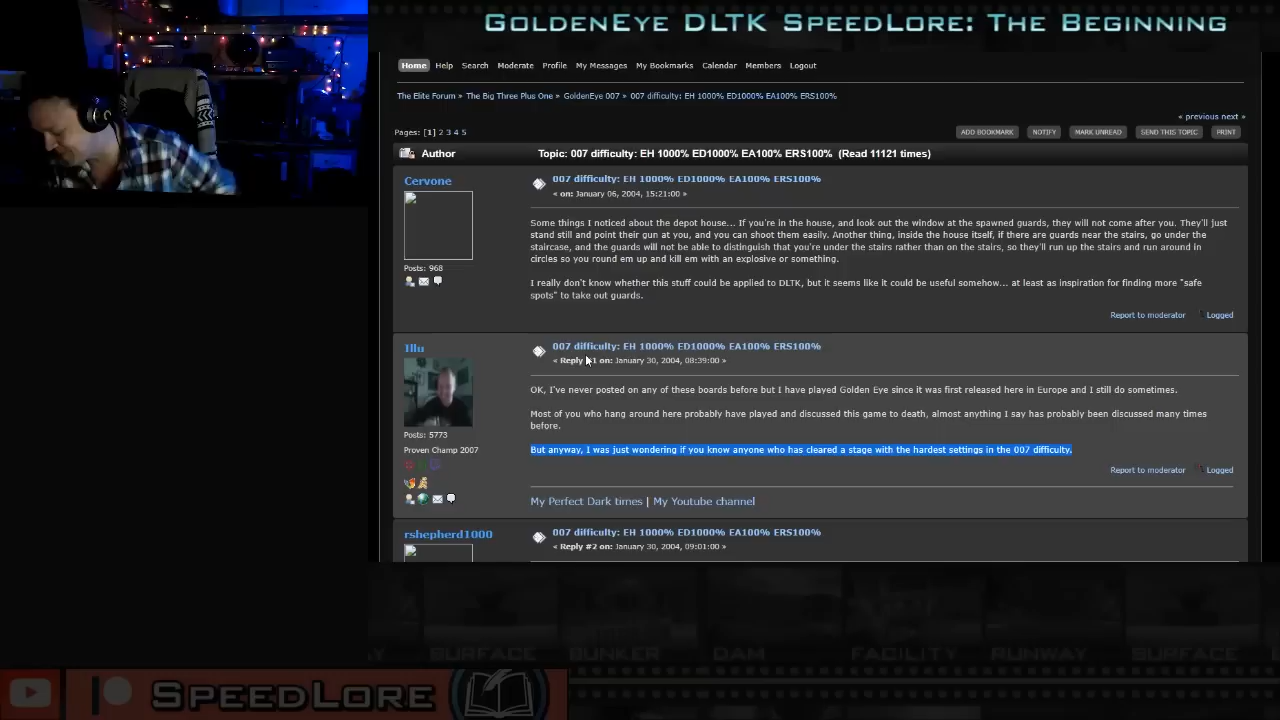 GoldenEye DLTK SpeedLore: The Beginning
Home Help Search Moderate Profile My Messages My Bookmarks Calendar Members Logout
The Elite Forum » The Big Three Plus One » GoldenEye 007 » 007 difficulty: EH 1000% ED1000% EA100% ERS100%
« previous next »
Pages: [1] 2 3 4 5
ADD BOOKMARK NOTIFY MARK UNREAD SEND THIS TOPIC PRINT
Author Topic: 007 difficulty: EH 1000% ED1000% EA100% ERS100% (Read 11121 times)
Cervone
007 difficulty: EH 1000% ED1000% EA100% ERS100%
« on: January 06, 2004, 15:21:00 »
Some things I noticed about the depot house... If you're in the house, and look out the window at the spawned guards, they will not come after you. They'll just
stand still and point their gun at you, and you can shoot them easily. Another thing, inside the house itself, if there are guards near the stairs, go under the
staircase, and the guards will not be able to distinguish that you're under the stairs rather than on the stairs, so they'll run up the stairs and run around in
circles so you round em up and kill em with an explosive or something.
Posts: 968
I really don't know whether this stuff could be applied to DLTK, but it seems like it could be useful somehow... at least as inspiration for finding more "safe
spots" to take out guards.
Report to moderator Logged
Illu
007 difficulty: EH 1000% ED1000% EA100% ERS100%
« Reply #1 on: January 30, 2004, 08:39:00 »
OK, I've never posted on any of these boards before but I have played Golden Eye since it was first released here in Europe and I still do sometimes.
Most of you who hang around here probably have played and discussed this game to death, almost anything I say has probably been discussed many times
before.
Posts: 5773
Proven Champ 2007
But anyway, I was just wondering if you know anyone who has cleared a stage with the hardest settings in the 007 difficulty.
Report to moderator Logged
My Perfect Dark times | My Youtube channel
rshepherd1000
007 difficulty: EH 1000% ED1000% EA100% ERS100%
« Reply #2 on: January 30, 2004, 09:01:00 »
SURFACE BUNKER DAM FACILITY RUNWAY SURFACE
SpeedLore